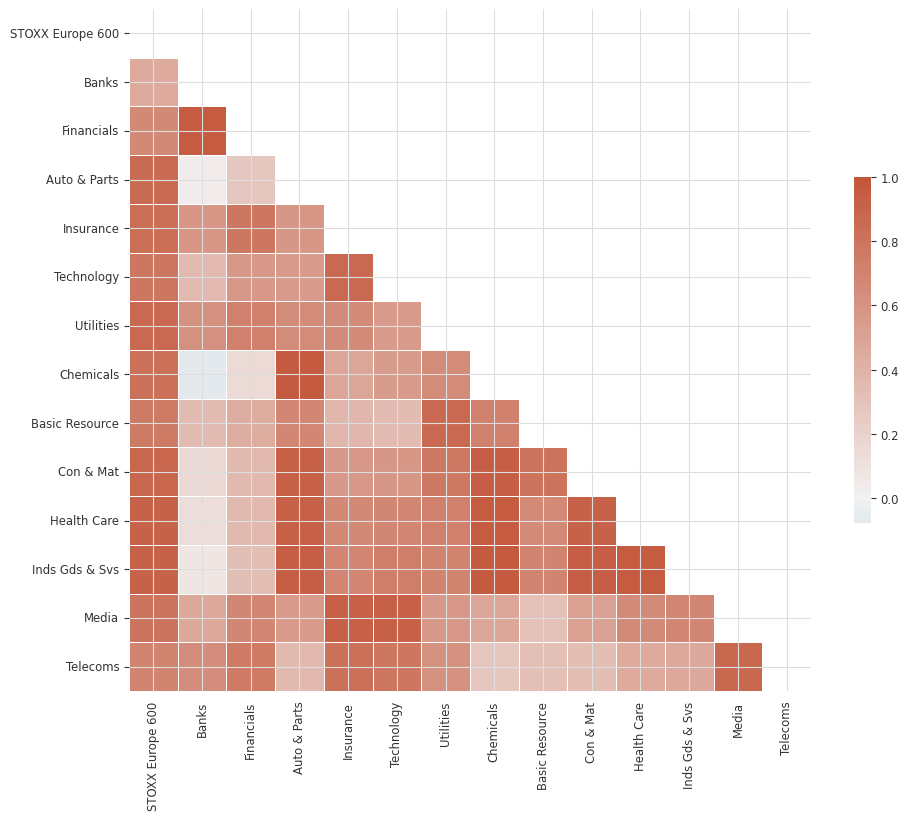 STOXX Europe 600
Banks
Financials
Auto & Parts
Insurance
Technology
Utilities
Chemicals
Basic Resource
Con & Mat
Health Care
Inds Gds & Svs
Media
Telecoms
STOXX Europe 600
Banks
Financials
Auto & Parts
Insurance
Technology
Utilities
Chemicals
Basic Resource
Con & Mat
Health Care
Inds Gds & Svs
Media
Telecoms
1.0
0.8
0.6
0.4
0.2
0.0